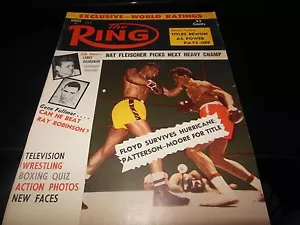 EXCLUSIVE - WORLD RATINGS
the
RING
TITLES BEWISH
AS POWER
PAYS OFF
NAT FLEISCHER PICKS NEXT HEAVY CHAMP
LARRY
Gene Fullmer...
CAN HE BEAT
RAY ROBINSON?
FLOYD SURVIVES HURRICANE,
PATTERSON-MOORE FOR TITLE
TELEVISION
WRESTLING
BOXING QUIZ
ACTION PHOTOS
NEW FACES